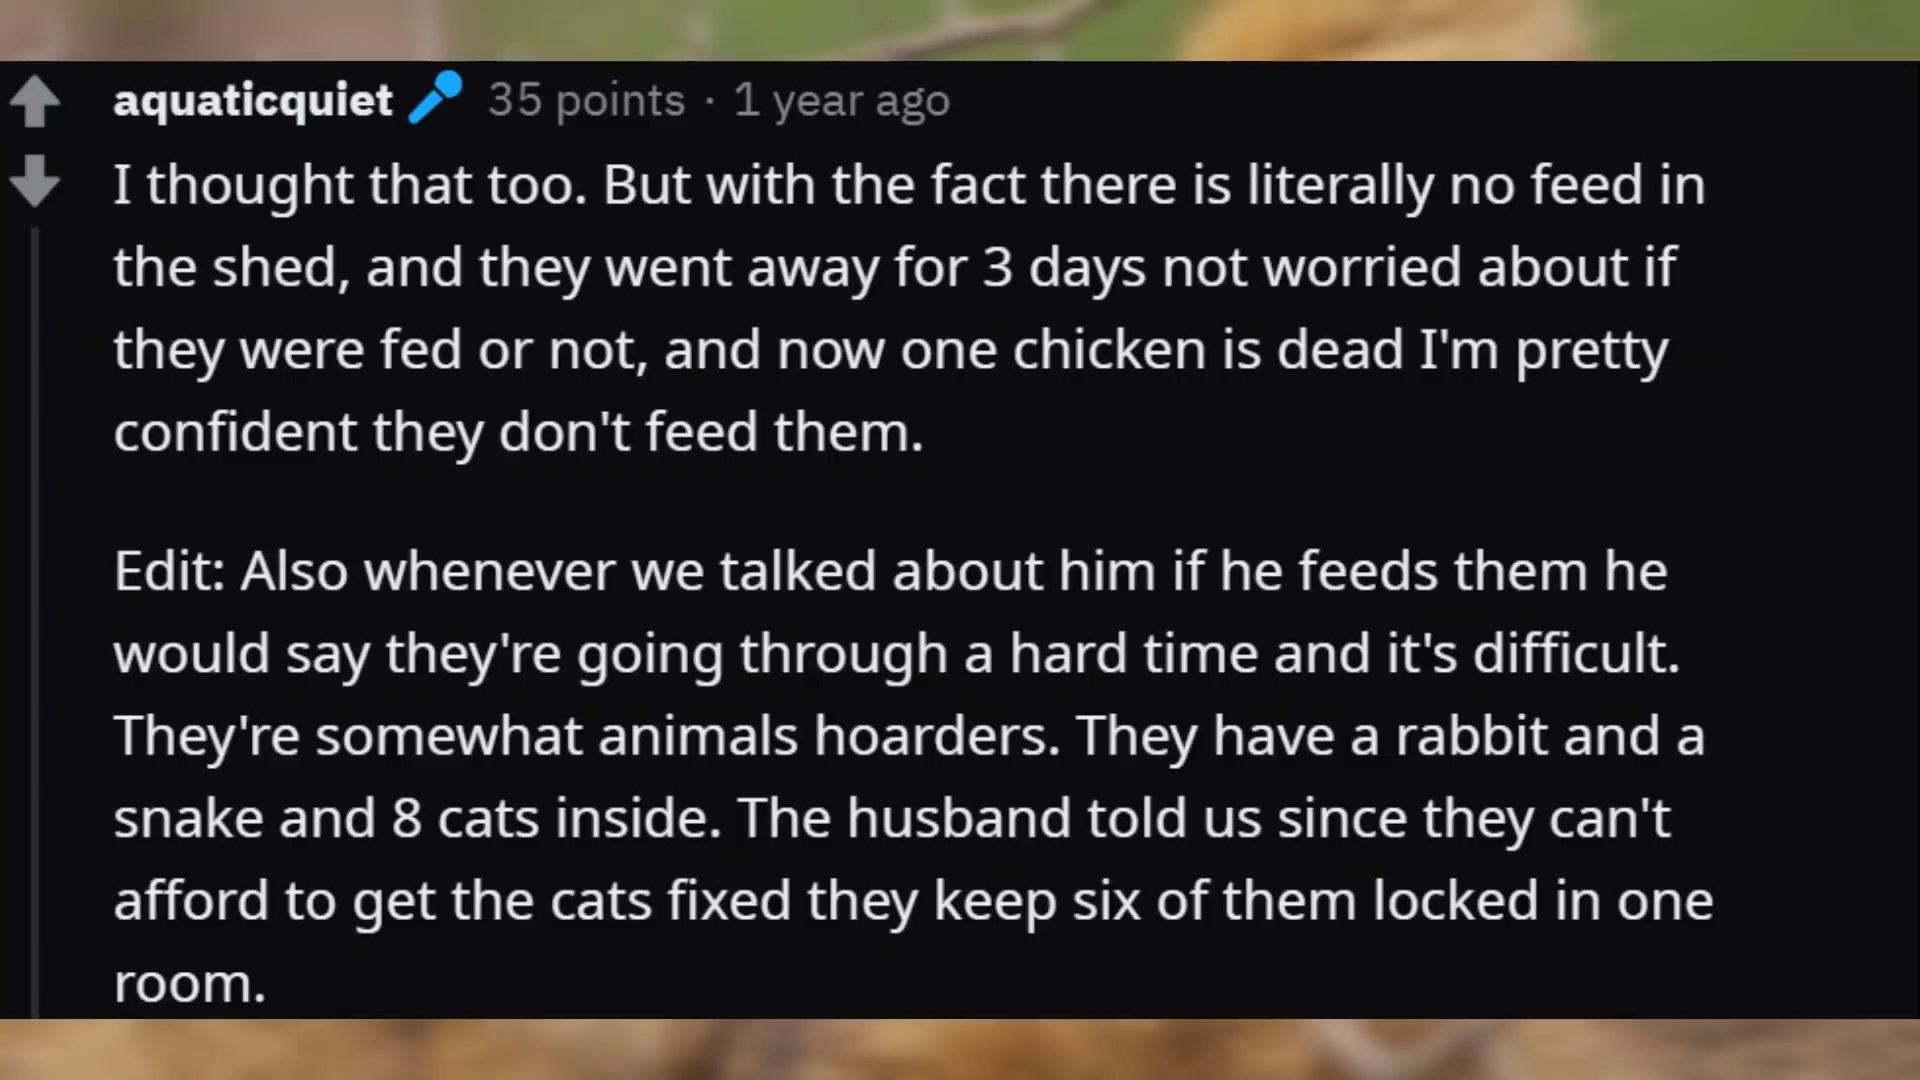 aquaticquiet 35 points · 1 year ago
I thought that too. But with the fact there is literally no feed in
the shed, and they went away for 3 days not worried about if
they were fed or not, and now one chicken is dead I'm pretty
confident they don't feed them.
Edit: Also whenever we talked about him if he feeds them he
would say they're going through a hard time and it's difficult.
They're somewhat animals hoarders. They have a rabbit and a
snake and 8 cats inside. The husband told us since they can't
afford to get the cats fixed they keep six of them locked in one
room.